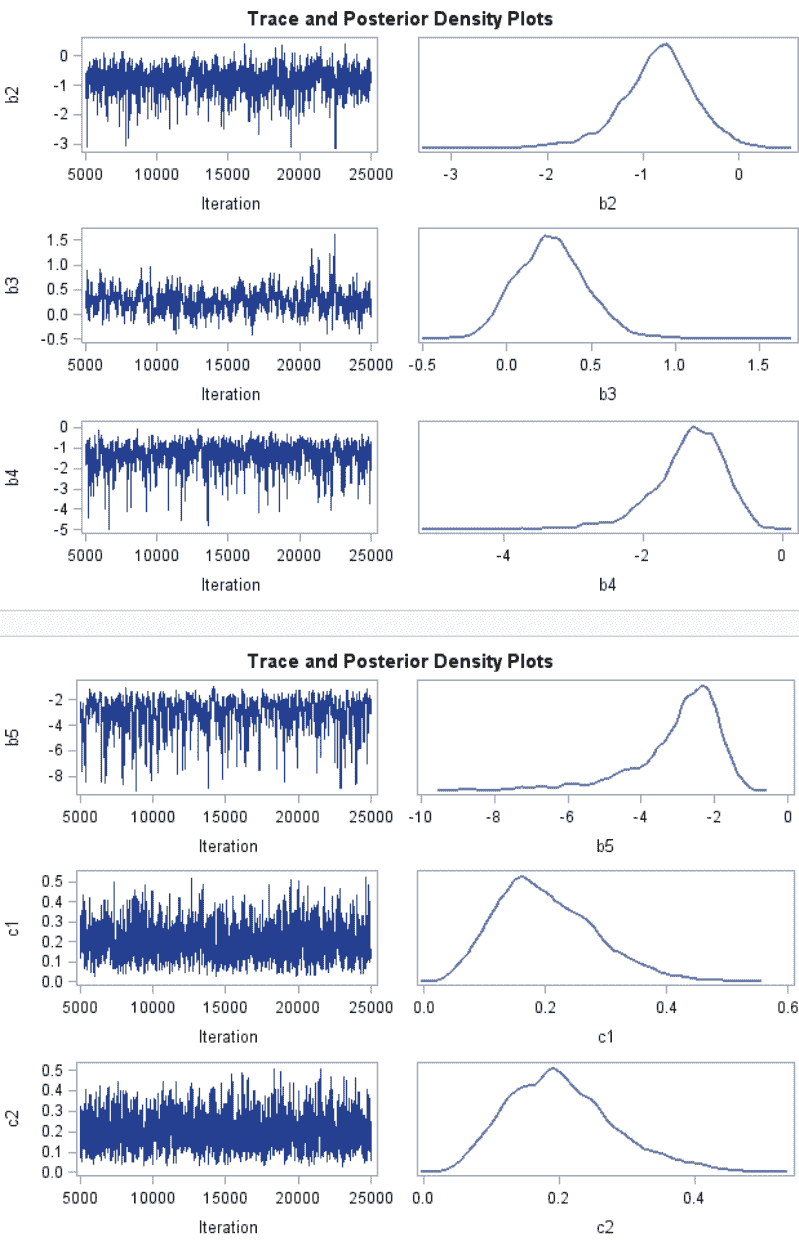 Trace and Posterior Density Plots
b2
0
-1
-2
-3
5000 10000 15000 20000 25000
Iteration
-3 -2 -1 0
b2
b3
1.5
1.0
0.5
0.0
-0.5
5000 10000 15000 20000 25000
Iteration
-0.5 0.0 0.5 1.0 1.5
b3
b4
0
-1
-2
-3
-4
-5
5000 10000 15000 20000 25000
Iteration
-4 -2 0
b4
Trace and Posterior Density Plots
b5
-2
-4
-6
-8
5000 10000 15000 20000 25000
Iteration
-10 -8 -6 -4 -2 0
b5
c1
0.5
0.4
0.3
0.2
0.1
0.0
5000 10000 15000 20000 25000
Iteration
0.0 0.2 0.4 0.6
c1
c2
0.5
0.4
0.3
0.2
0.1
0.0
5000 10000 15000 20000 25000
Iteration
0.0 0.2 0.4
c2